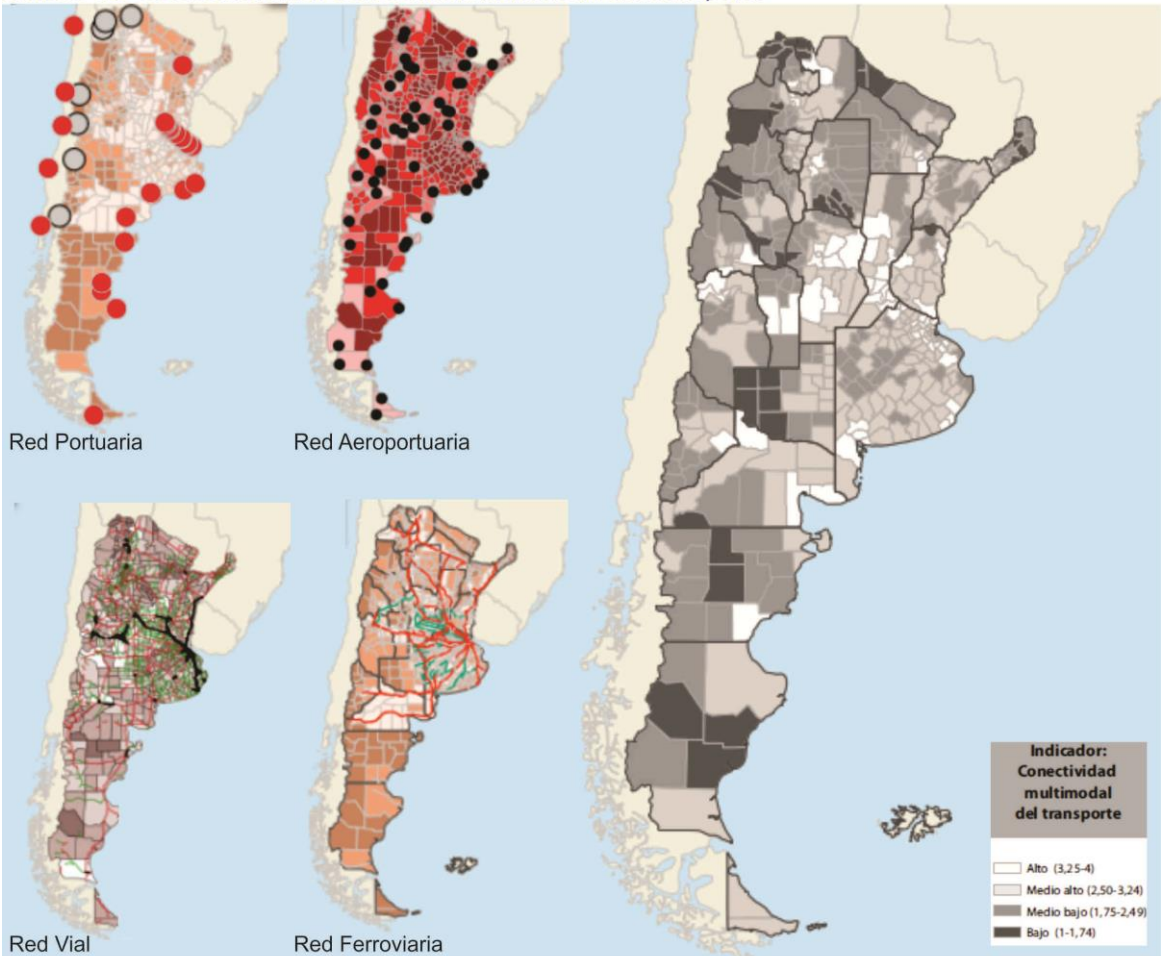 Red Portuaria
Red Aeroportuaria
Red Vial
Red Ferroviaria
Indicador:
Conectividad
multimodal
del transporte
Alto (3,25-4)
Medio alto (2,50-3,24)
Medio bajo (1,75-2,49)
Bajo (1-1,74)